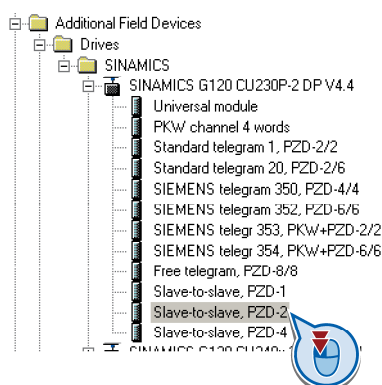 Additional Field Devices
Drives
SINAMICS
SINAMICS G120 CU230P-2 DP V4.4
Universal module
PKW channel 4 words
Standard telegram 1, PZD-2/2
Standard telegram 20, PZD-2/6
SIEMENS telegram 350, PZD-4/4
SIEMENS telegram 352, PZD-6/6
SIEMENS telegr 353, PKW+PZD-2/2
SIEMENS telegr 354, PKW+PZD-6/6
Free telegram, PZD-8/8
Slave-to-slave, PZD-1
Slave-to-slave, PZD-2
Slave-to-slave, PZD-4
SINAMICS G120 CU240